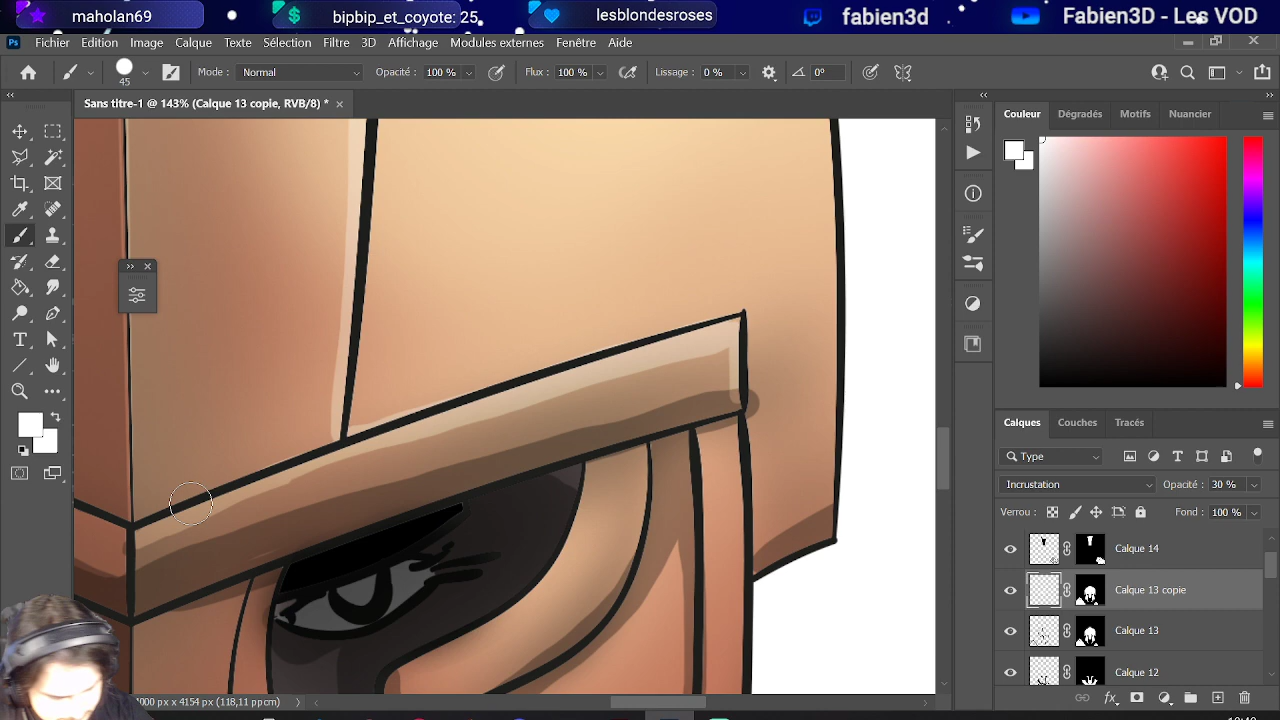 maholan69 bipbip_et_coyote: 25 lesblondesroses fabien3d Fabien3D - Les VOD
Ps Fichier Edition Image Calque Texte Sélection Filtre 3D Affichage Modules externes Fenêtre Aide
45 Mode : Normal Opacité : 100 % Flux : 100 % Lissage : 0 % 0°
Sans titre-1 @ 143% (Calque 13 copie, RVB/8) *
Couleur Dégradés Motifs Nuancier
Calques Couches Tracés
Type
Incrustation Opacité : 30 %
Verrou : Fond : 100 %
Calque 14
Calque 13 copie
Calque 13
Calque 12
000 px x 4154 px (118,11 ppcm)